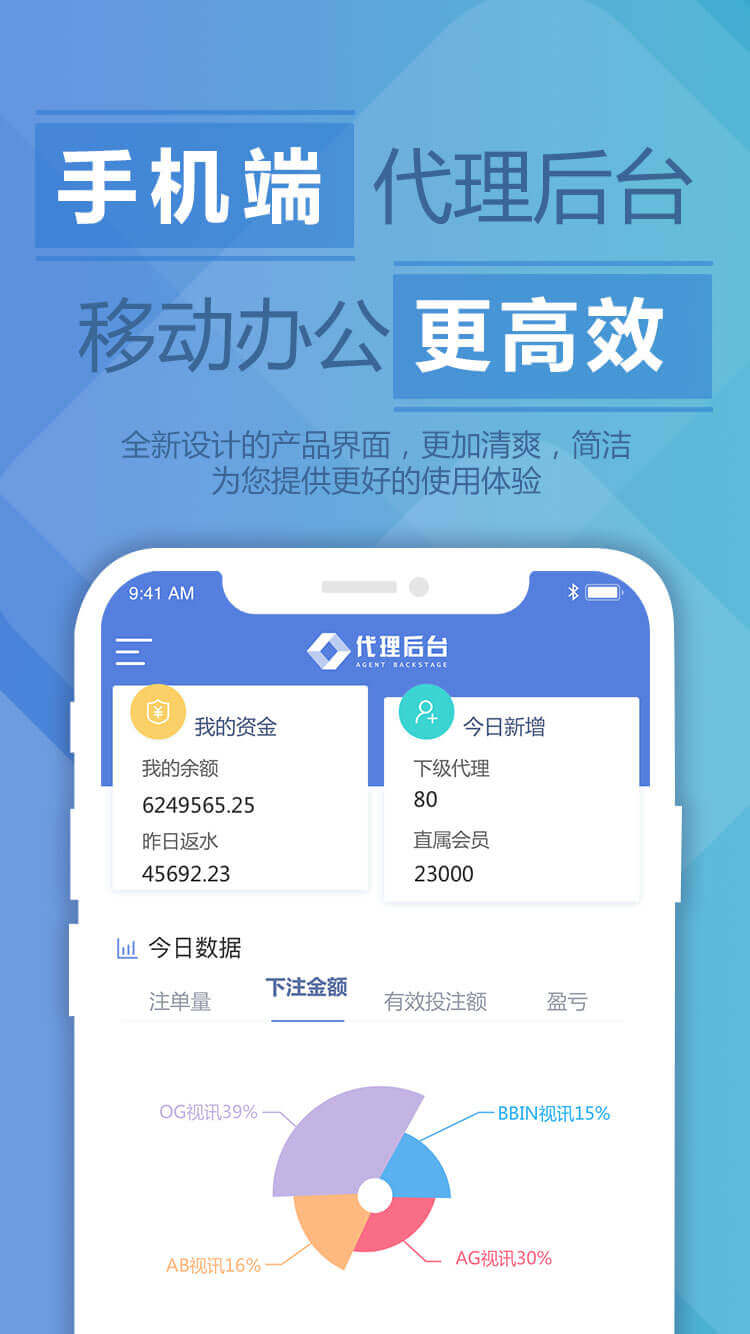 手机端 代理后台
移动办公 更高效
全新设计的产品界面，更加清爽，简洁
为您提供更好的使用体验
9:41 AM
代理后台
AGENT BACKSTAGE
我的资金
我的余额
6249565.25
昨日返水
45692.23
今日新增
下级代理
80
直属会员
23000
今日数据
注单量 下注金额 有效投注额 盈亏
OG视讯39%
BBIN视讯15%
AB视讯16%
AG视讯30%